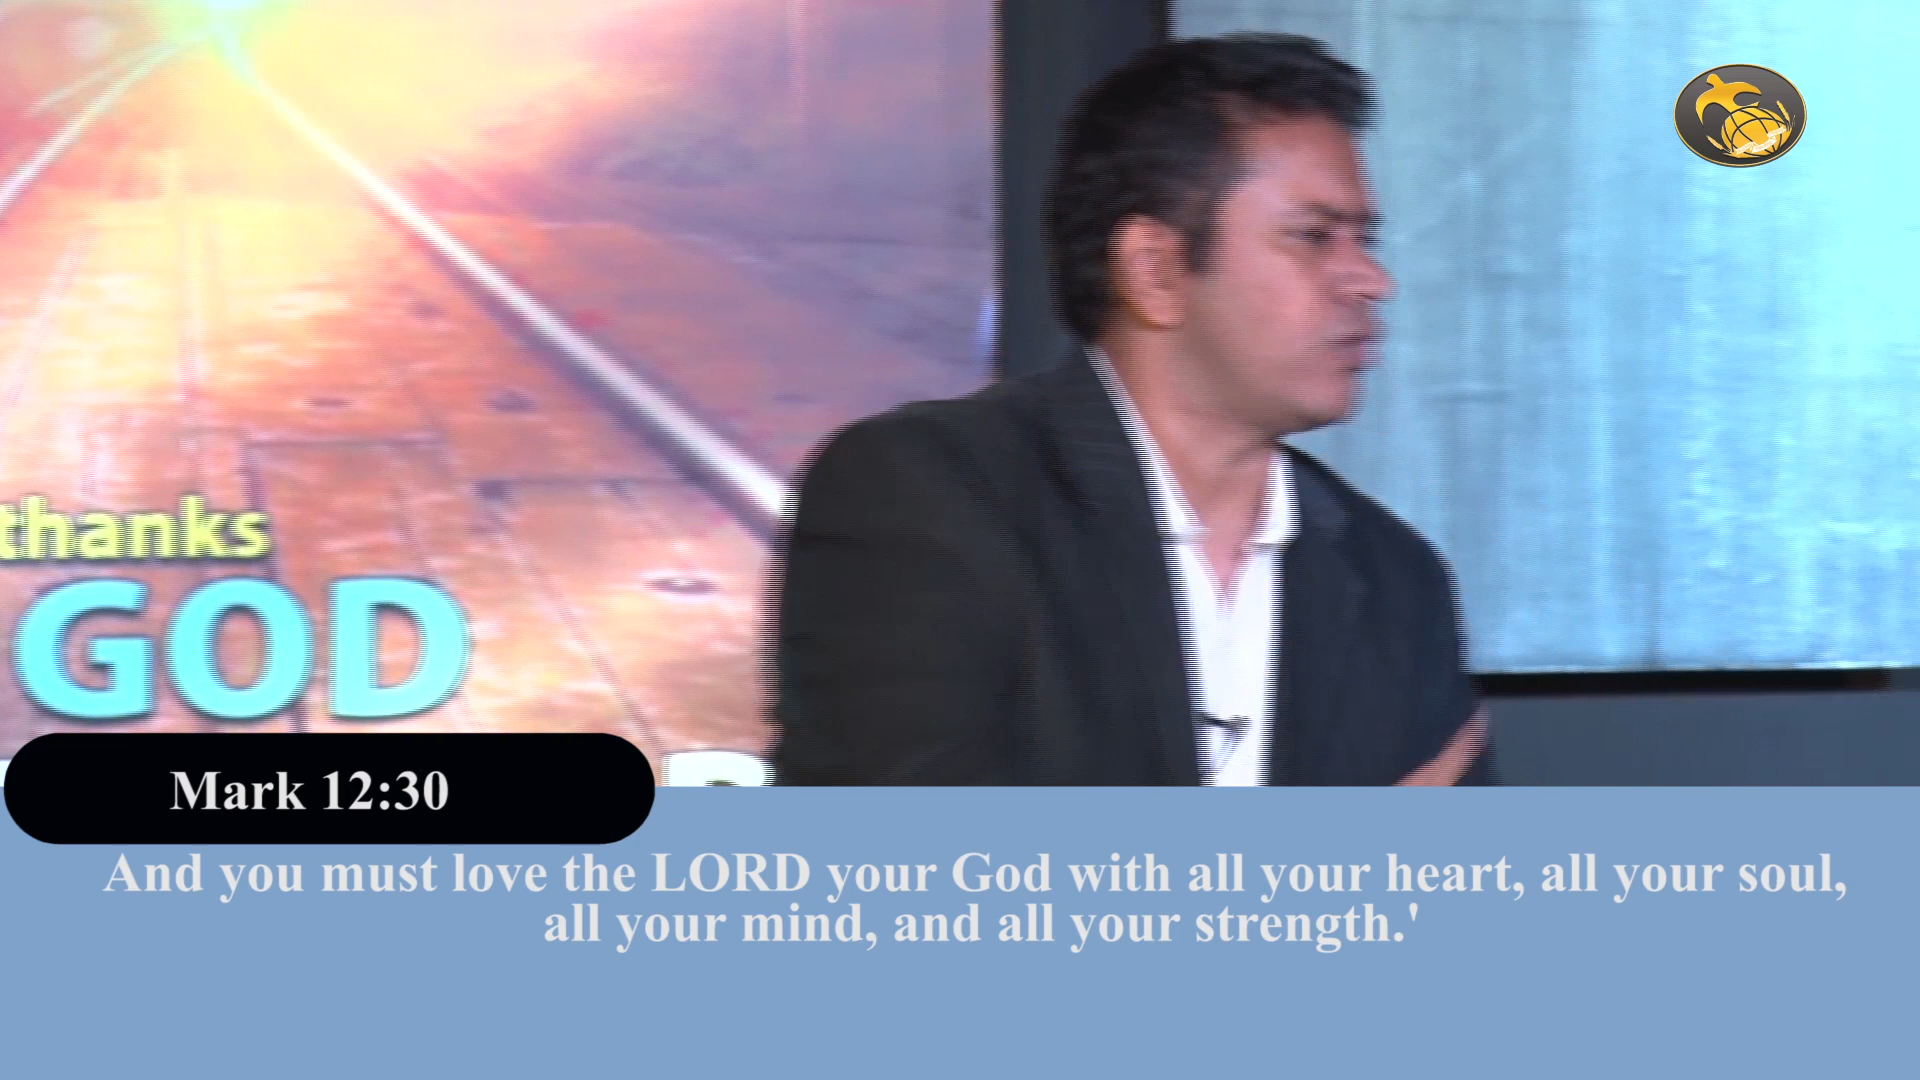 thanks
GOD
Mark 12:30
And you must love the LORD your God with all your heart, all your soul,
all your mind, and all your strength.'